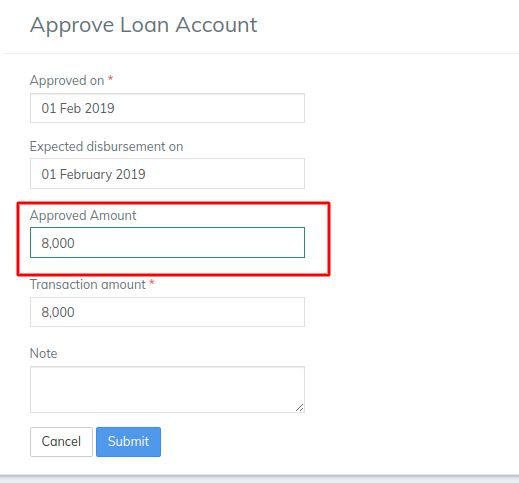 Approve Loan Account
Approved on *
01 Feb 2019
Expected disbursement on
01 February 2019
Approved Amount
8,000
Transaction amount *
8,000
Note
Cancel Submit